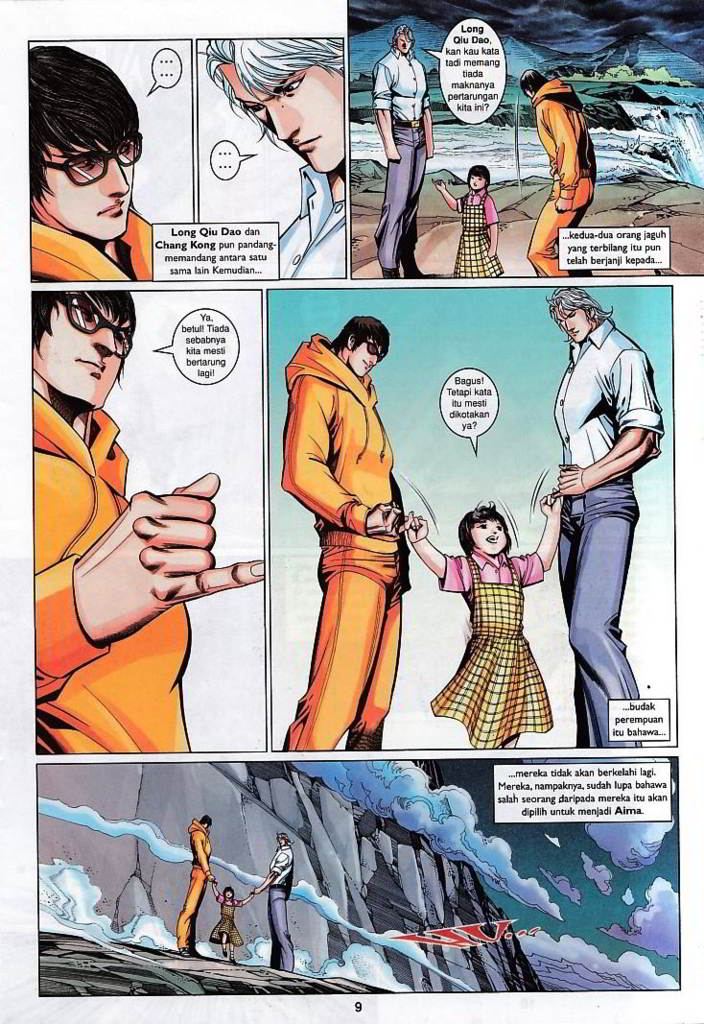 ...
...
...
...
Long Qiu Dao dan
Chang Kong pun pandang-
memandang antara satu
sama lain Kemudian...
Long
Qiu Dao,
kan kau kata
tadi memang
tiada
maknanya
pertarungan
kita ini?
...kedua-dua orang jaguh
yang terbilang itu pun
telah berjanji kepada...
Ya,
betul! Tiada
sebabnya
kita mesti
bertarung
lagi!
Bagus!
Tetapi kata
itu mesti
dikotakan
ya?
...budak
perempuan
itu bahawa...
...mereka tidak akan berkelahi lagi.
Mereka, nampaknya, sudah lupa bahawa
salah seorang daripada mereka itu akan
dipilih untuk menjadi Aima.
9